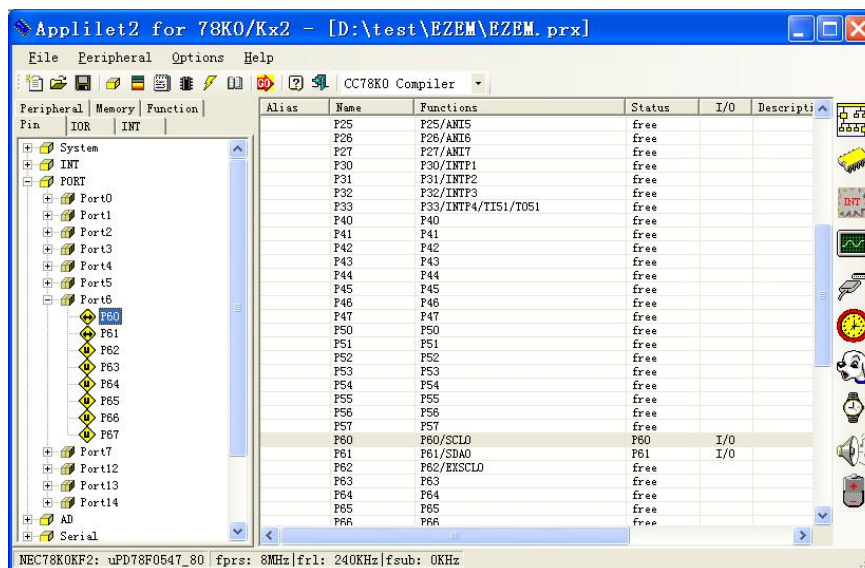 Applilet2 for 78K0/Kx2 - [D:\test\EZEM\EZEM.prx]
File Peripheral Options Help
CC78K0 Compiler
Peripheral Memory Function
Pin IOR INT
System
INT
PORT
Port0
Port1
Port2
Port3
Port4
Port5
Port6
P60
P61
P62
P63
P64
P65
P66
P67
Port7
Port12
Port13
Port14
AD
Serial
Alias Name Functions Status I/O Descripti
P25 P25/ANI5 free
P26 P26/ANI6 free
P27 P27/ANI7 free
P30 P30/INTP1 free
P31 P31/INTP2 free
P32 P32/INTP3 free
P33 P33/INTP4/TI51/TO51 free
P40 P40 free
P41 P41 free
P42 P42 free
P43 P43 free
P44 P44 free
P45 P45 free
P46 P46 free
P47 P47 free
P50 P50 free
P51 P51 free
P52 P52 free
P53 P53 free
P54 P54 free
P55 P55 free
P56 P56 free
P57 P57 free
P60 P60/SCL0 P60 I/O
P61 P61/SDA0 P61 I/O
P62 P62/EXSCL0 free
P63 P63 free
P64 P64 free
P65 P65 free
P66 P66 free
INT
NEC78K0KF2: uPD78F0547_80 fprs: 8MHz frl: 240KHz fsub: 0KHz